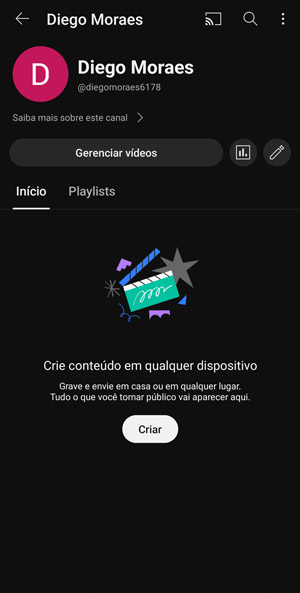 Diego Moraes
D
Diego Moraes
@diegomoraes6178
Saiba mais sobre este canal
Gerenciar vídeos
Início
Playlists
Crie conteúdo em qualquer dispositivo
Grave e envie em casa ou em qualquer lugar.
Tudo o que você tornar público vai aparecer aqui.
Criar